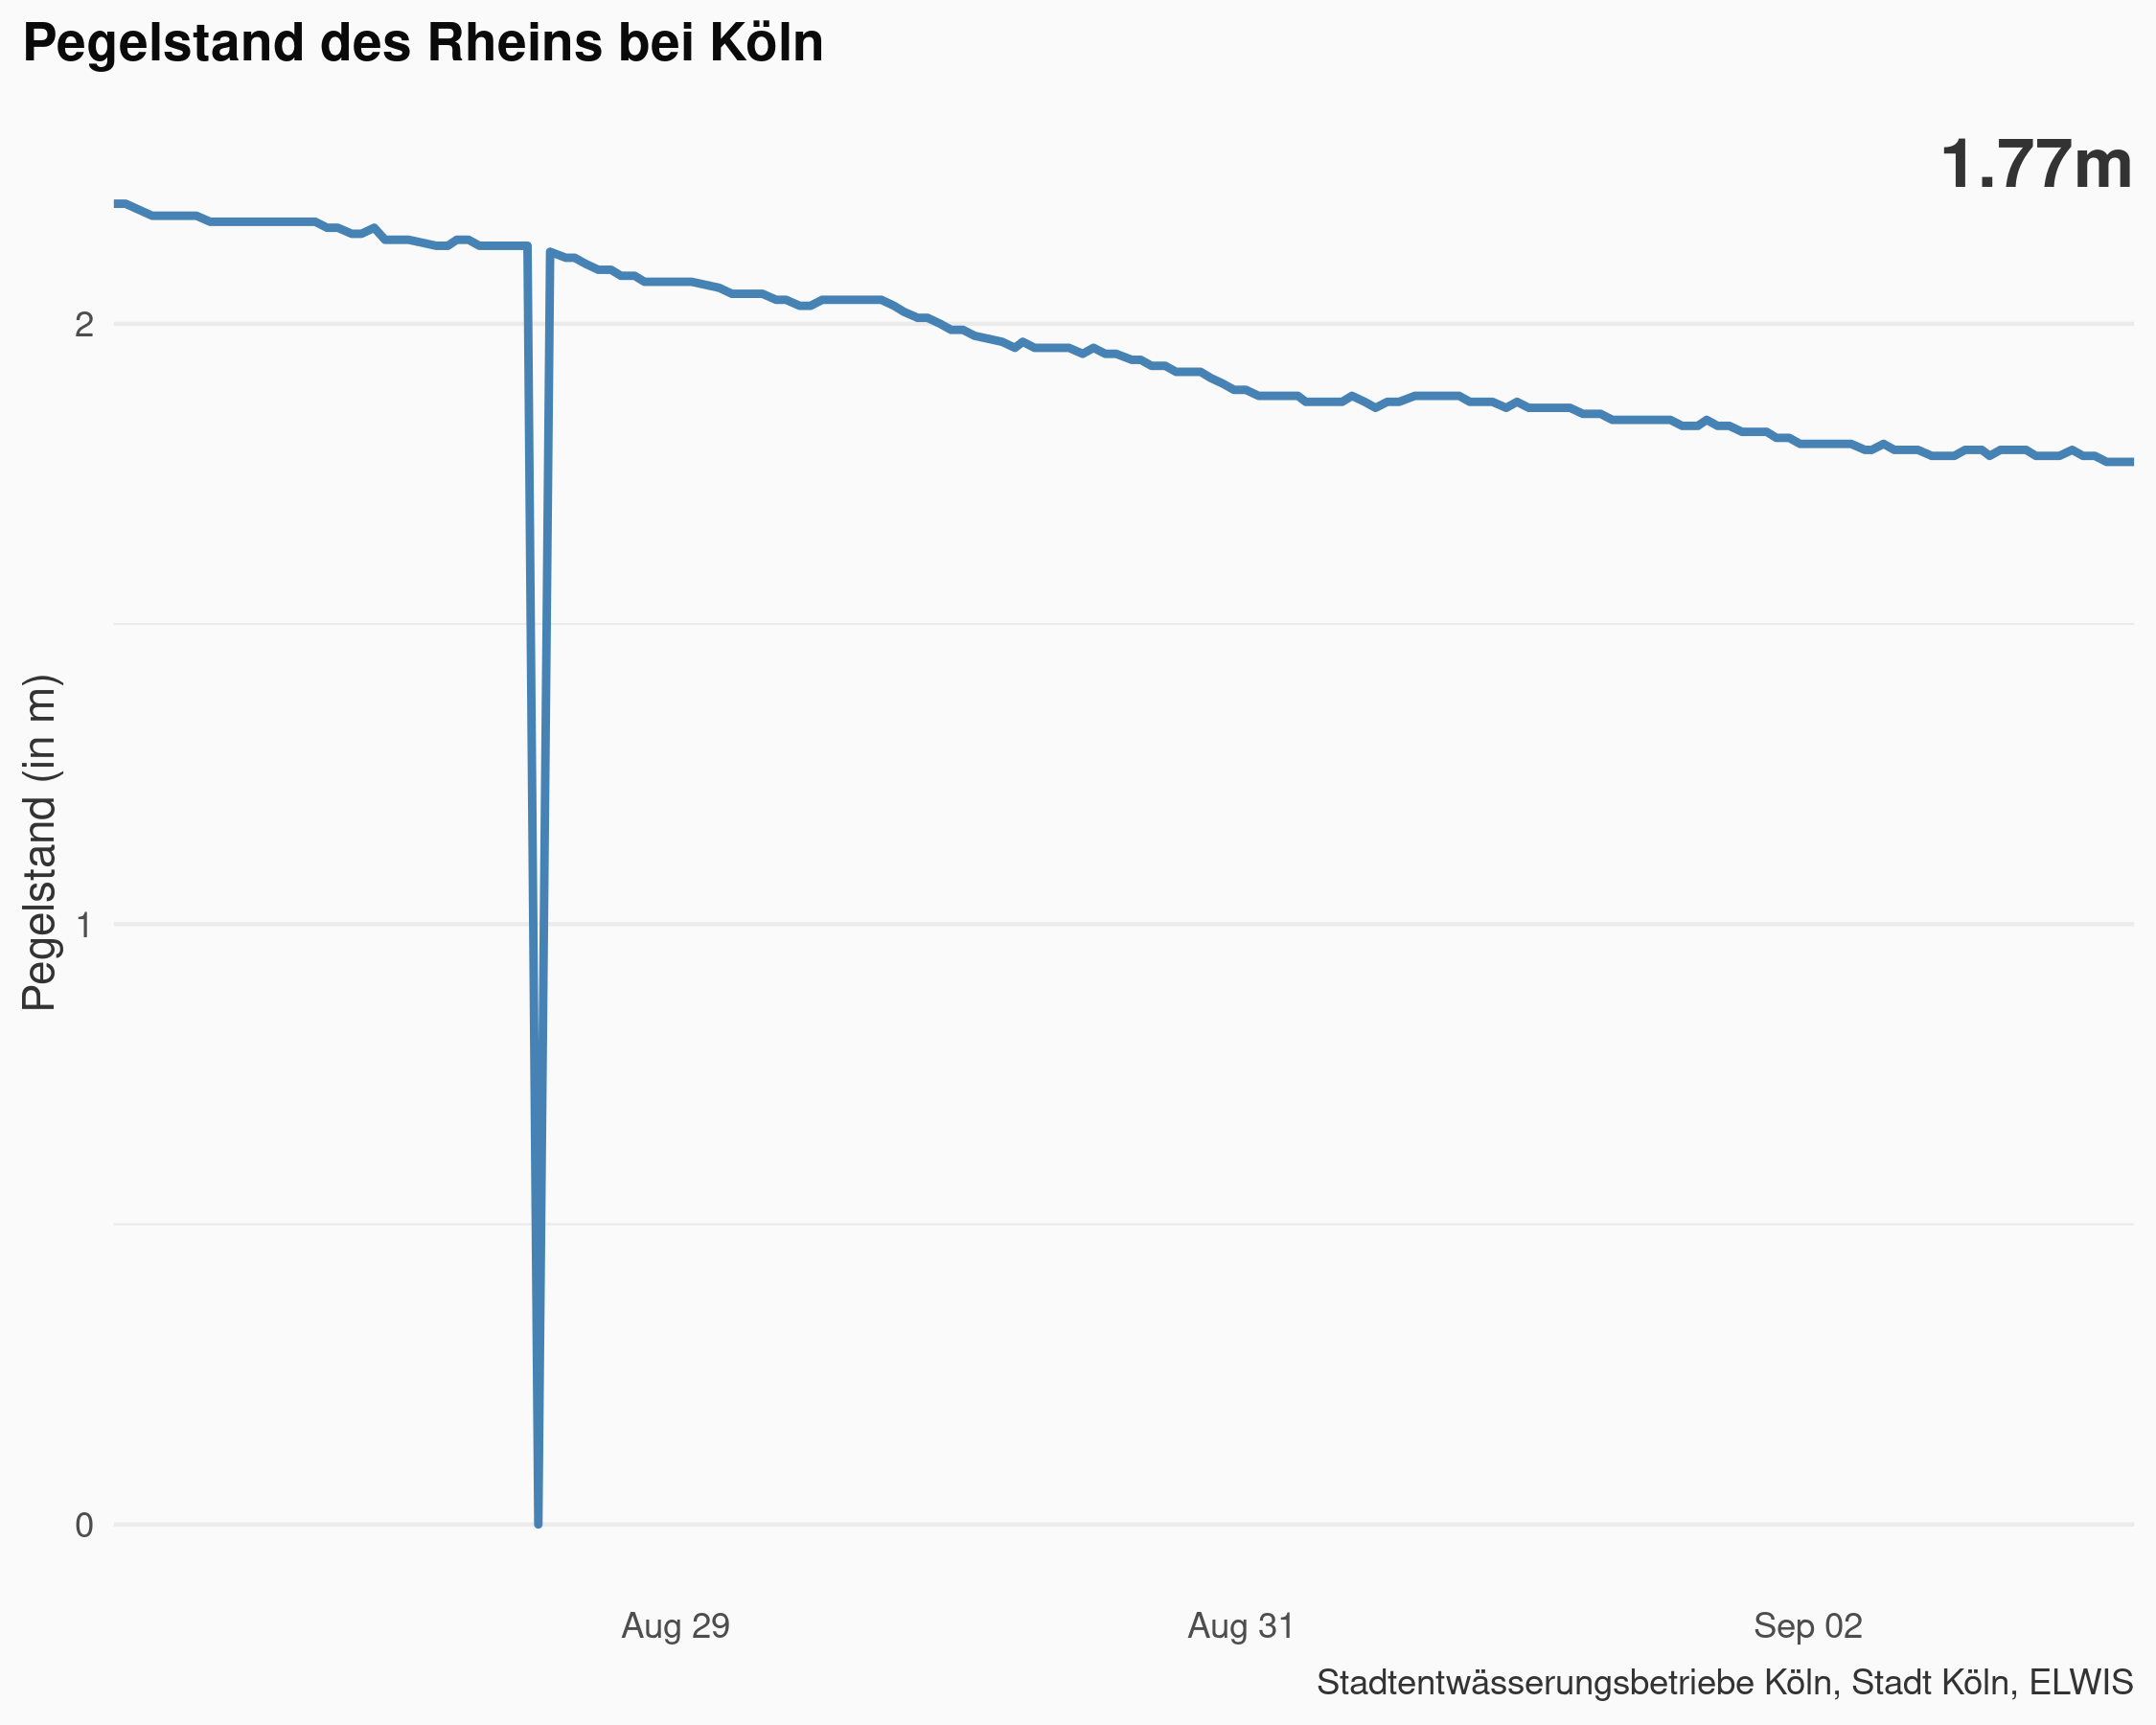 Pegelstand des Rheins bei Köln
1.77m
Pegelstand (in m)
2
1
0
Aug 29
Aug 31
Sep 02
Stadtentwässerungsbetriebe Köln, Stadt Köln, ELWIS